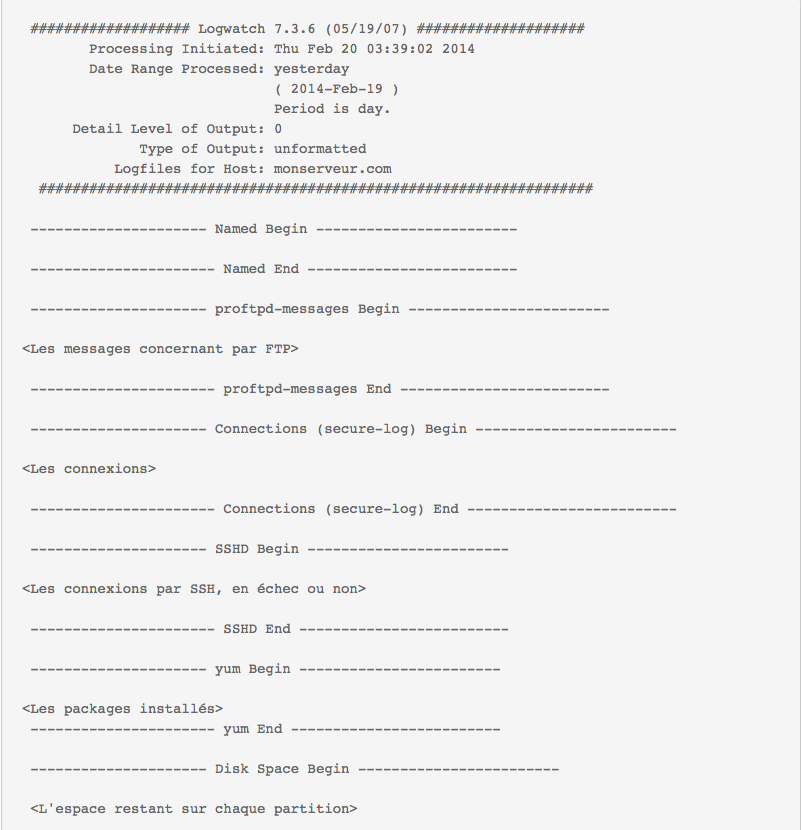 ################### Logwatch 7.3.6 (05/19/07) ####################
Processing Initiated: Thu Feb 20 03:39:02 2014
Date Range Processed: yesterday
( 2014-Feb-19 )
Period is day.
Detail Level of Output: 0
Type of Output: unformatted
Logfiles for Host: monserveur.com
##################################################################
--------------------- Named Begin ------------------------
---------------------- Named End -------------------------
--------------------- proftpd-messages Begin ------------------------
<Les messages concernant par FTP>
---------------------- proftpd-messages End -------------------------
--------------------- Connections (secure-log) Begin ------------------------
<Les connexions>
---------------------- Connections (secure-log) End -------------------------
--------------------- SSHD Begin ------------------------
<Les connexions par SSH, en échec ou non>
---------------------- SSHD End -------------------------
--------------------- yum Begin ------------------------
<Les packages installés>
---------------------- yum End -------------------------
--------------------- Disk Space Begin ------------------------
<L'espace restant sur chaque partition>